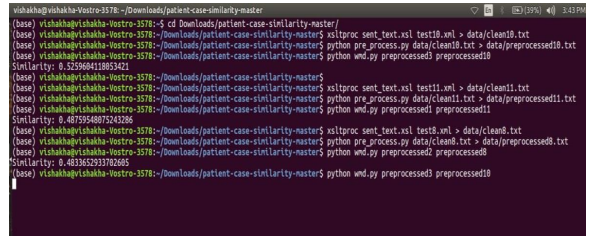 vishakha@vishakha-Vostro-3578: ~/Downloads/patient-case-similarity-master
(39%) 3:43 PM
(base) vishakha@vishakha-Vostro-3578:~$ cd Downloads/patient-case-similarity-master/
(base) vishakha@vishakha-Vostro-3578:~/Downloads/patient-case-similarity-master$ xsltproc sent_text.xsl test10.xml > data/clean10.txt
(base) vishakha@vishakha-Vostro-3578:~/Downloads/patient-case-similarity-master$ python pre_process.py data/clean10.txt > data/preprocessed10.txt
(base) vishakha@vishakha-Vostro-3578:~/Downloads/patient-case-similarity-master$ python wmd.py preprocessed3 preprocessed10
Similarity: 0.5259604118053421
(base) vishakha@vishakha-Vostro-3578:~/Downloads/patient-case-similarity-master$
(base) vishakha@vishakha-Vostro-3578:~/Downloads/patient-case-similarity-master$ xsltproc sent_text.xsl test11.xml > data/clean11.txt
(base) vishakha@vishakha-Vostro-3578:~/Downloads/patient-case-similarity-master$ python pre_process.py data/clean11.txt > data/preprocessed11.txt
(base) vishakha@vishakha-Vostro-3578:~/Downloads/patient-case-similarity-master$ python wmd.py preprocessed1 preprocessed11
Similarity: 0.48759548075243286
(base) vishakha@vishakha-Vostro-3578:~/Downloads/patient-case-similarity-master$ xsltproc sent_text.xsl test8.xml > data/clean8.txt
(base) vishakha@vishakha-Vostro-3578:~/Downloads/patient-case-similarity-master$ python pre_process.py data/clean8.txt > data/preprocessed8.txt
(base) vishakha@vishakha-Vostro-3578:~/Downloads/patient-case-similarity-master$ python wmd.py preprocessed2 preprocessed8
Similarity: 0.4833652933702605
(base) vishakha@vishakha-Vostro-3578:~/Downloads/patient-case-similarity-master$ python wmd.py preprocessed3 preprocessed10